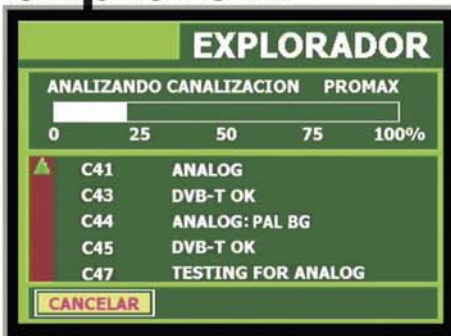 EXPLORADOR
ANALIZANDO CANALIZACION PROMAX
0 25 50 75 100%
C41 ANALOG
C43 DVB-T OK
C44 ANALOG: PAL BG
C45 DVB-T OK
C47 TESTING FOR ANALOG
CANCELAR